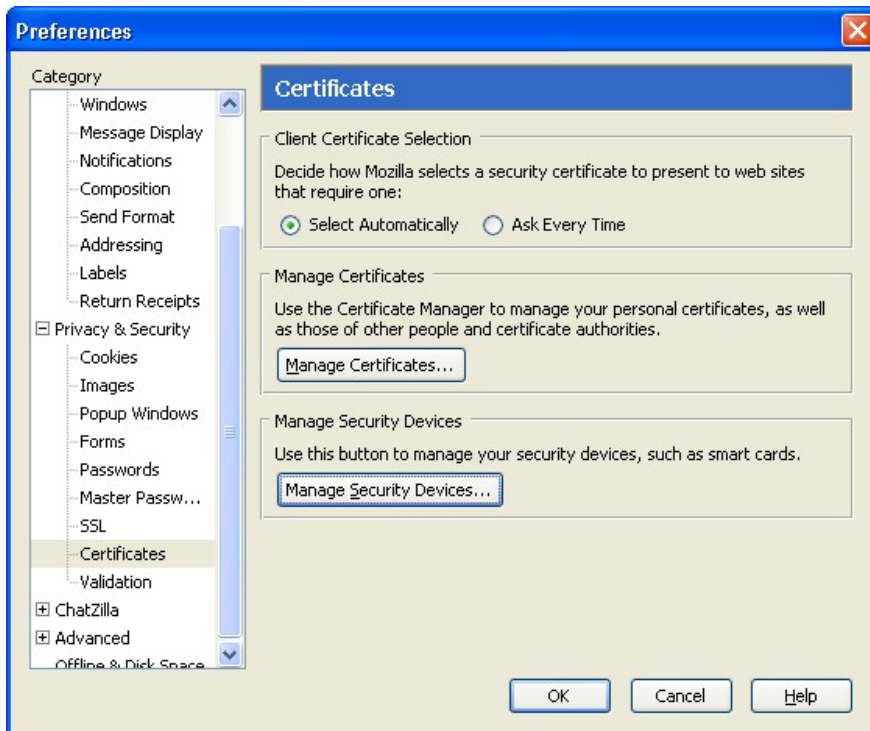 Preferences
Category
Windows
Message Display
Notifications
Composition
Send Format
Addressing
Labels
Return Receipts
Privacy & Security
Cookies
Images
Popup Windows
Forms
Passwords
Master Passw...
SSL
Certificates
Validation
ChatZilla
Advanced
Offline & Disk Space
Certificates
Client Certificate Selection
Decide how Mozilla selects a security certificate to present to web sites
that require one:
Select Automatically Ask Every Time
Manage Certificates
Use the Certificate Manager to manage your personal certificates, as well
as those of other people and certificate authorities.
Manage Certificates...
Manage Security Devices
Use this button to manage your security devices, such as smart cards.
Manage Security Devices...
OK Cancel Help